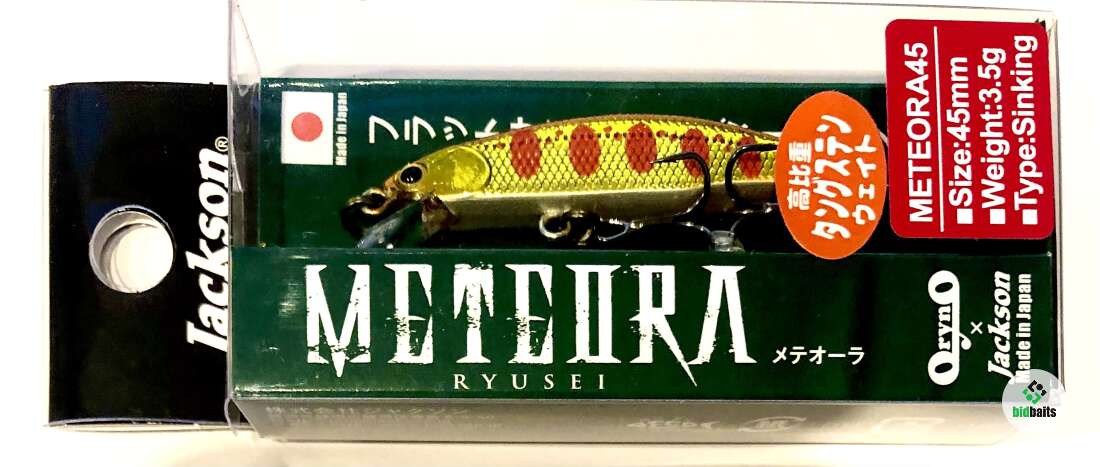 Jackson®
Made in Japan
フラット
高比重
タングステン
ウェイト
METEORA45
■Size:45mm
■Weight:3.5g
■Type:Sinking
METEORA
メテオーラ
RYUSEI
OrynO
×
Jackson
Made in Japan
bidbaits